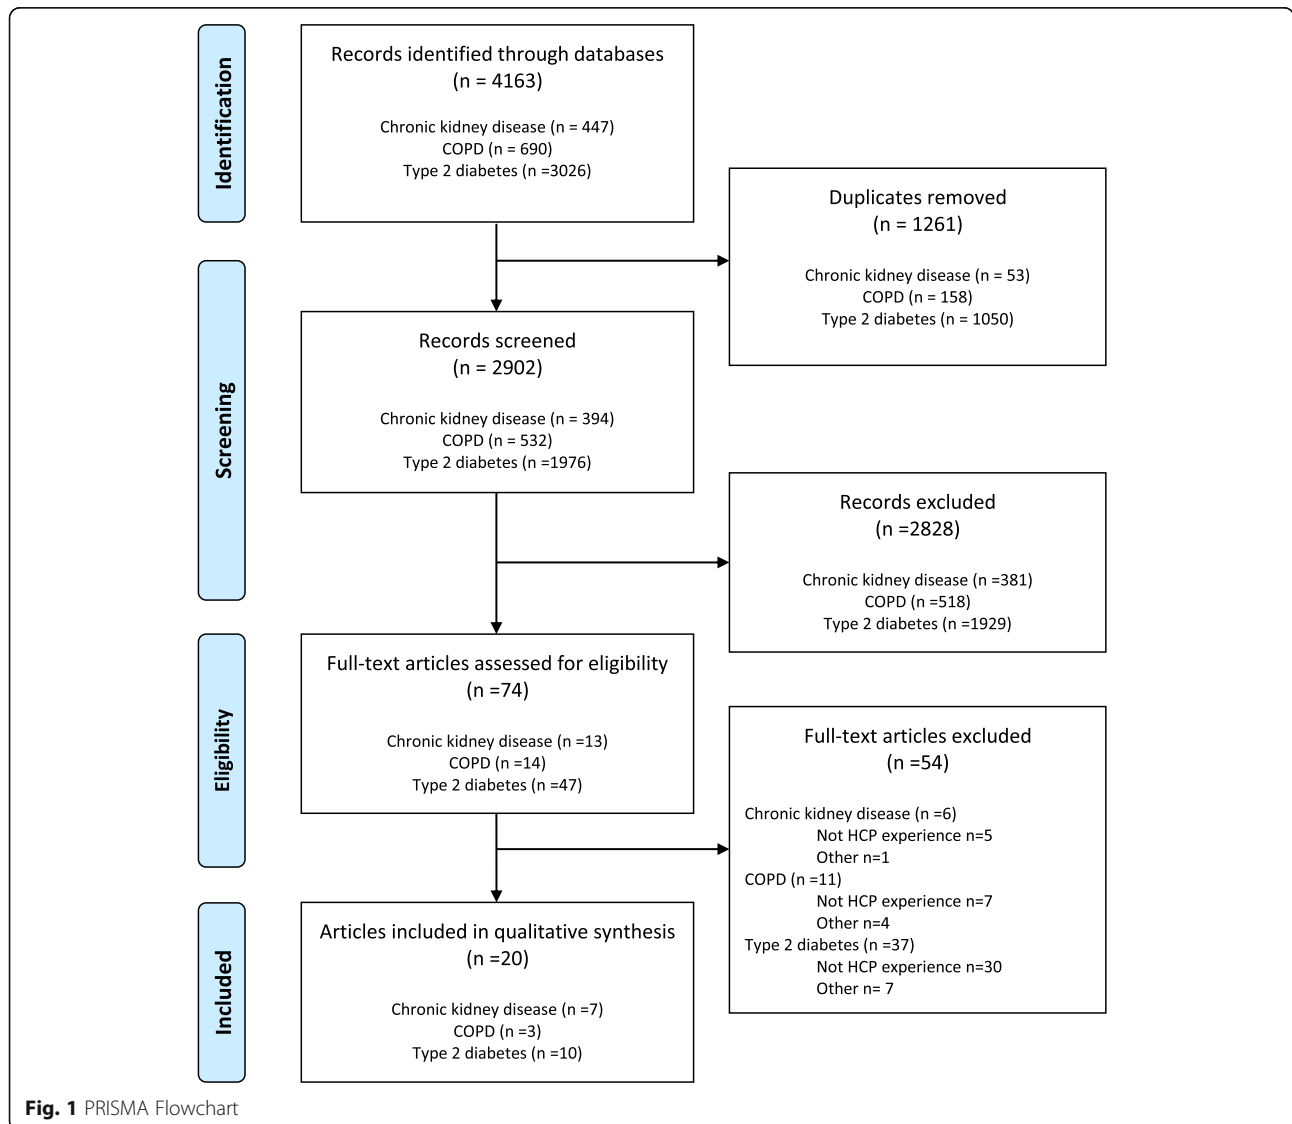 Identification
Records identified through databases
(n = 4163)
Chronic kidney disease (n = 447)
COPD (n = 690)
Type 2 diabetes (n =3026)
Duplicates removed
(n = 1261)
Chronic kidney disease (n = 53)
COPD (n = 158)
Type 2 diabetes (n = 1050)
Screening
Records screened
(n = 2902)
Chronic kidney disease (n = 394)
COPD (n = 532)
Type 2 diabetes (n =1976)
Records excluded
(n =2828)
Chronic kidney disease (n =381)
COPD (n =518)
Type 2 diabetes (n =1929)
Eligibility
Full-text articles assessed for eligibility
(n =74)
Chronic kidney disease (n =13)
COPD (n =14)
Type 2 diabetes (n =47)
Full-text articles excluded
(n =54)
Chronic kidney disease (n =6)
Not HCP experience n=5
Other n=1
COPD (n =11)
Not HCP experience n=7
Other n=4
Type 2 diabetes (n =37)
Not HCP experience n=30
Other n= 7
Included
Articles included in qualitative synthesis
(n =20)
Chronic kidney disease (n =7)
COPD (n =3)
Type 2 diabetes (n =10)
Fig. 1 PRISMA Flowchart